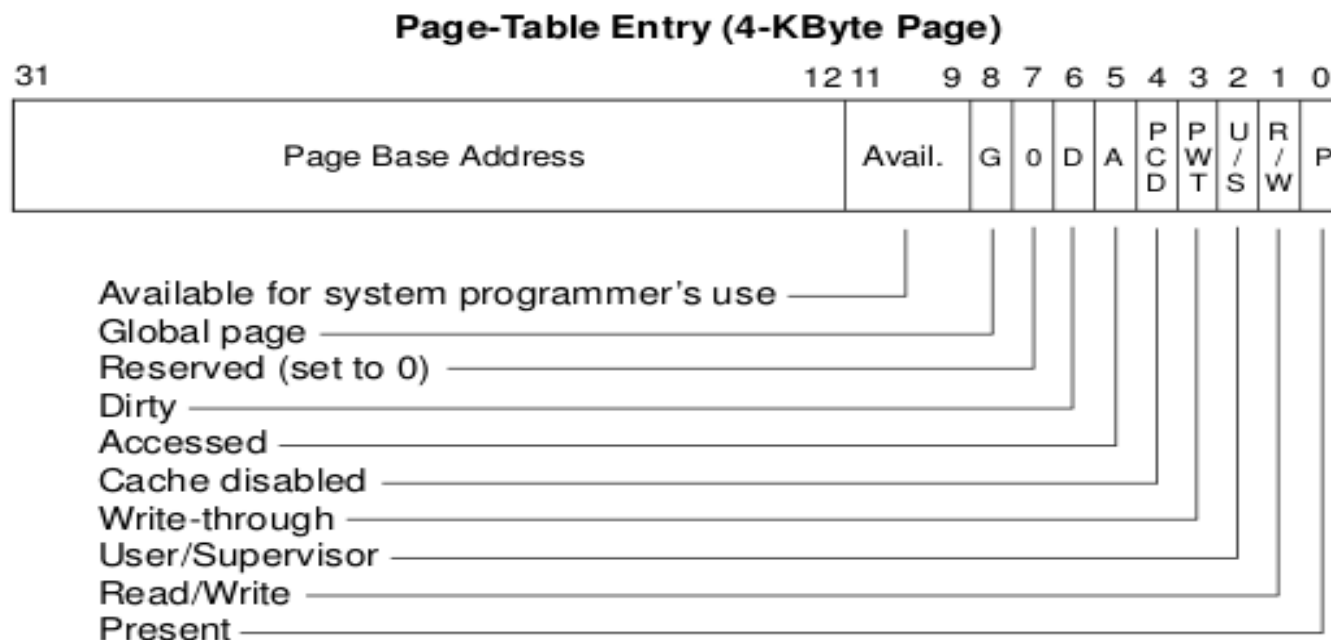 Page-Table Entry (4-KByte Page)
31 12 11 9 8 7 6 5 4 3 2 1 0
Page Base Address Avail. G 0 D A PCD PWT U/S R/W P
Available for system programmer's use
Global page
Reserved (set to 0)
Dirty
Accessed
Cache disabled
Write-through
User/Supervisor
Read/Write
Present